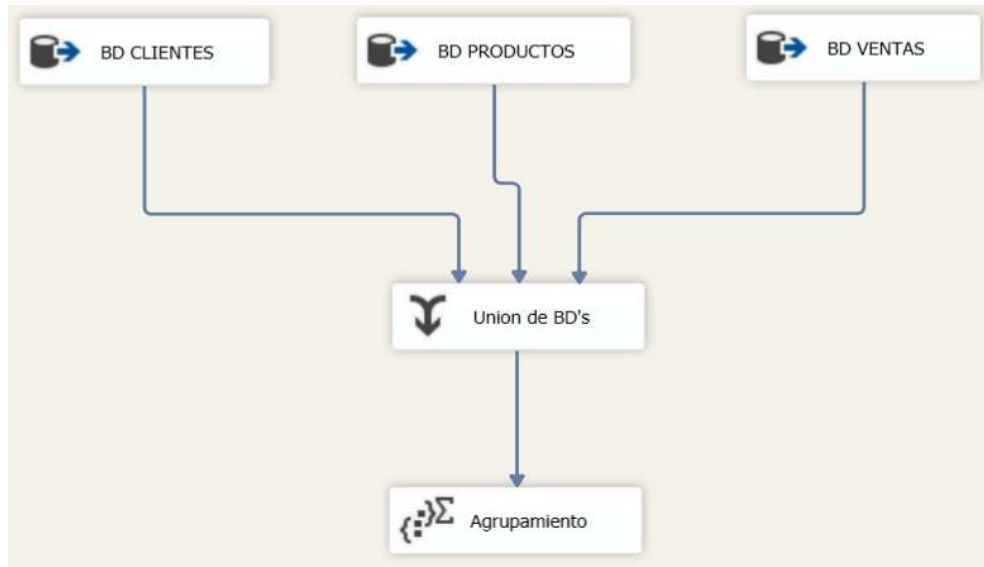 BD CLIENTES
BD PRODUCTOS
BD VENTAS
Union de BD's
Agrupamiento